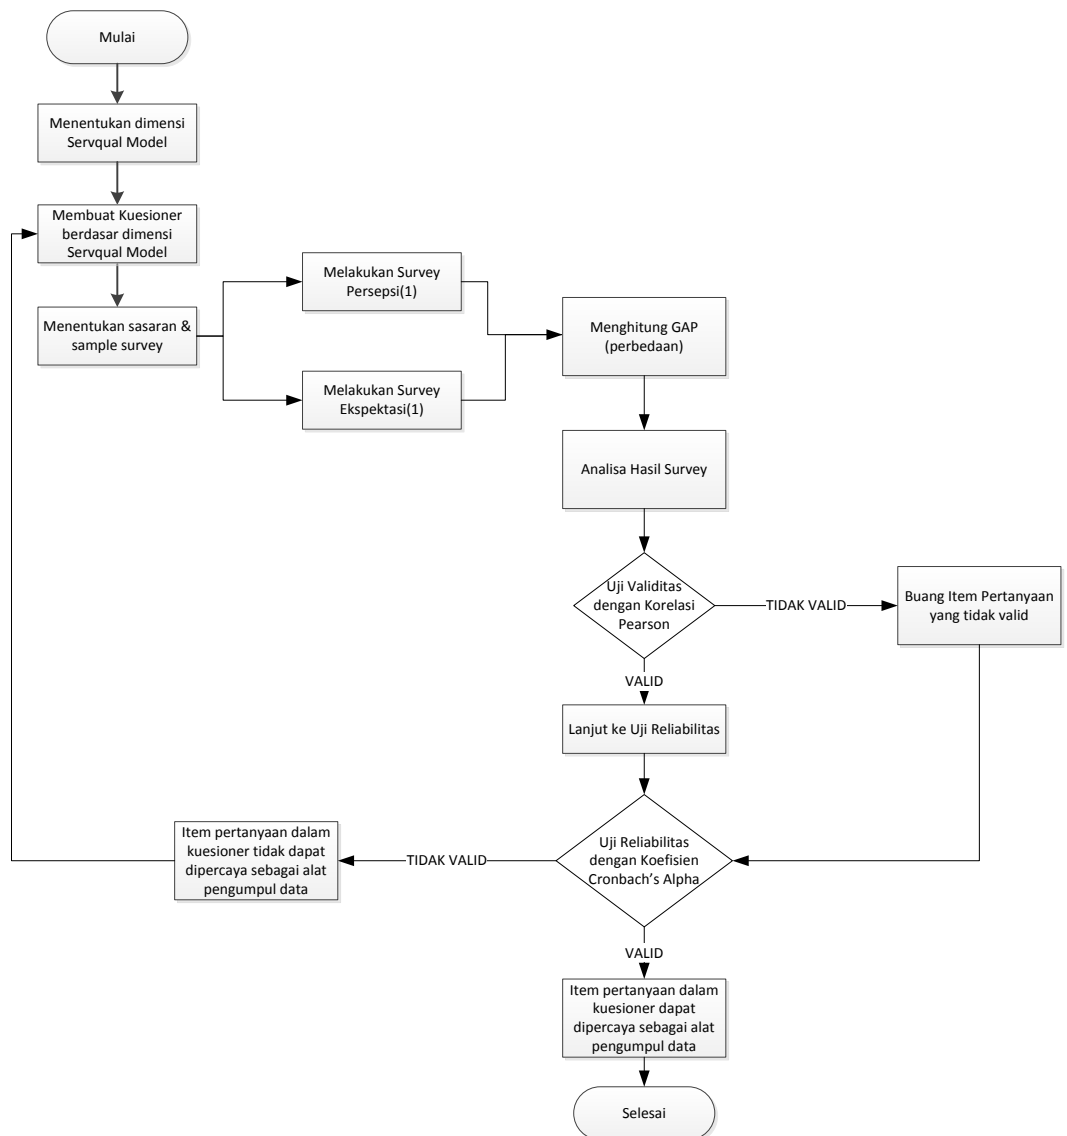 Mulai
Menentukan dimensi
Servqual Model
Membuat Kuesioner
berdasar dimensi
Servqual Model
Menentukan sasaran &
sample survey
Melakukan Survey
Persepsi(1)
Melakukan Survey
Ekspektasi(1)
Menghitung GAP
(perbedaan)
Analisa Hasil Survey
Uji Validitas
dengan Korelasi
Pearson
TIDAK VALID
Buang Item Pertanyaan
yang tidak valid
VALID
Lanjut ke Uji Reliabilitas
Uji Reliabilitas
dengan Koefisien
Cronbach's Alpha
TIDAK VALID
Item pertanyaan dalam
kuesioner tidak dapat
dipercaya sebagai alat
pengumpul data
VALID
Item pertanyaan dalam
kuesioner dapat
dipercaya sebagai alat
pengumpul data
Selesai